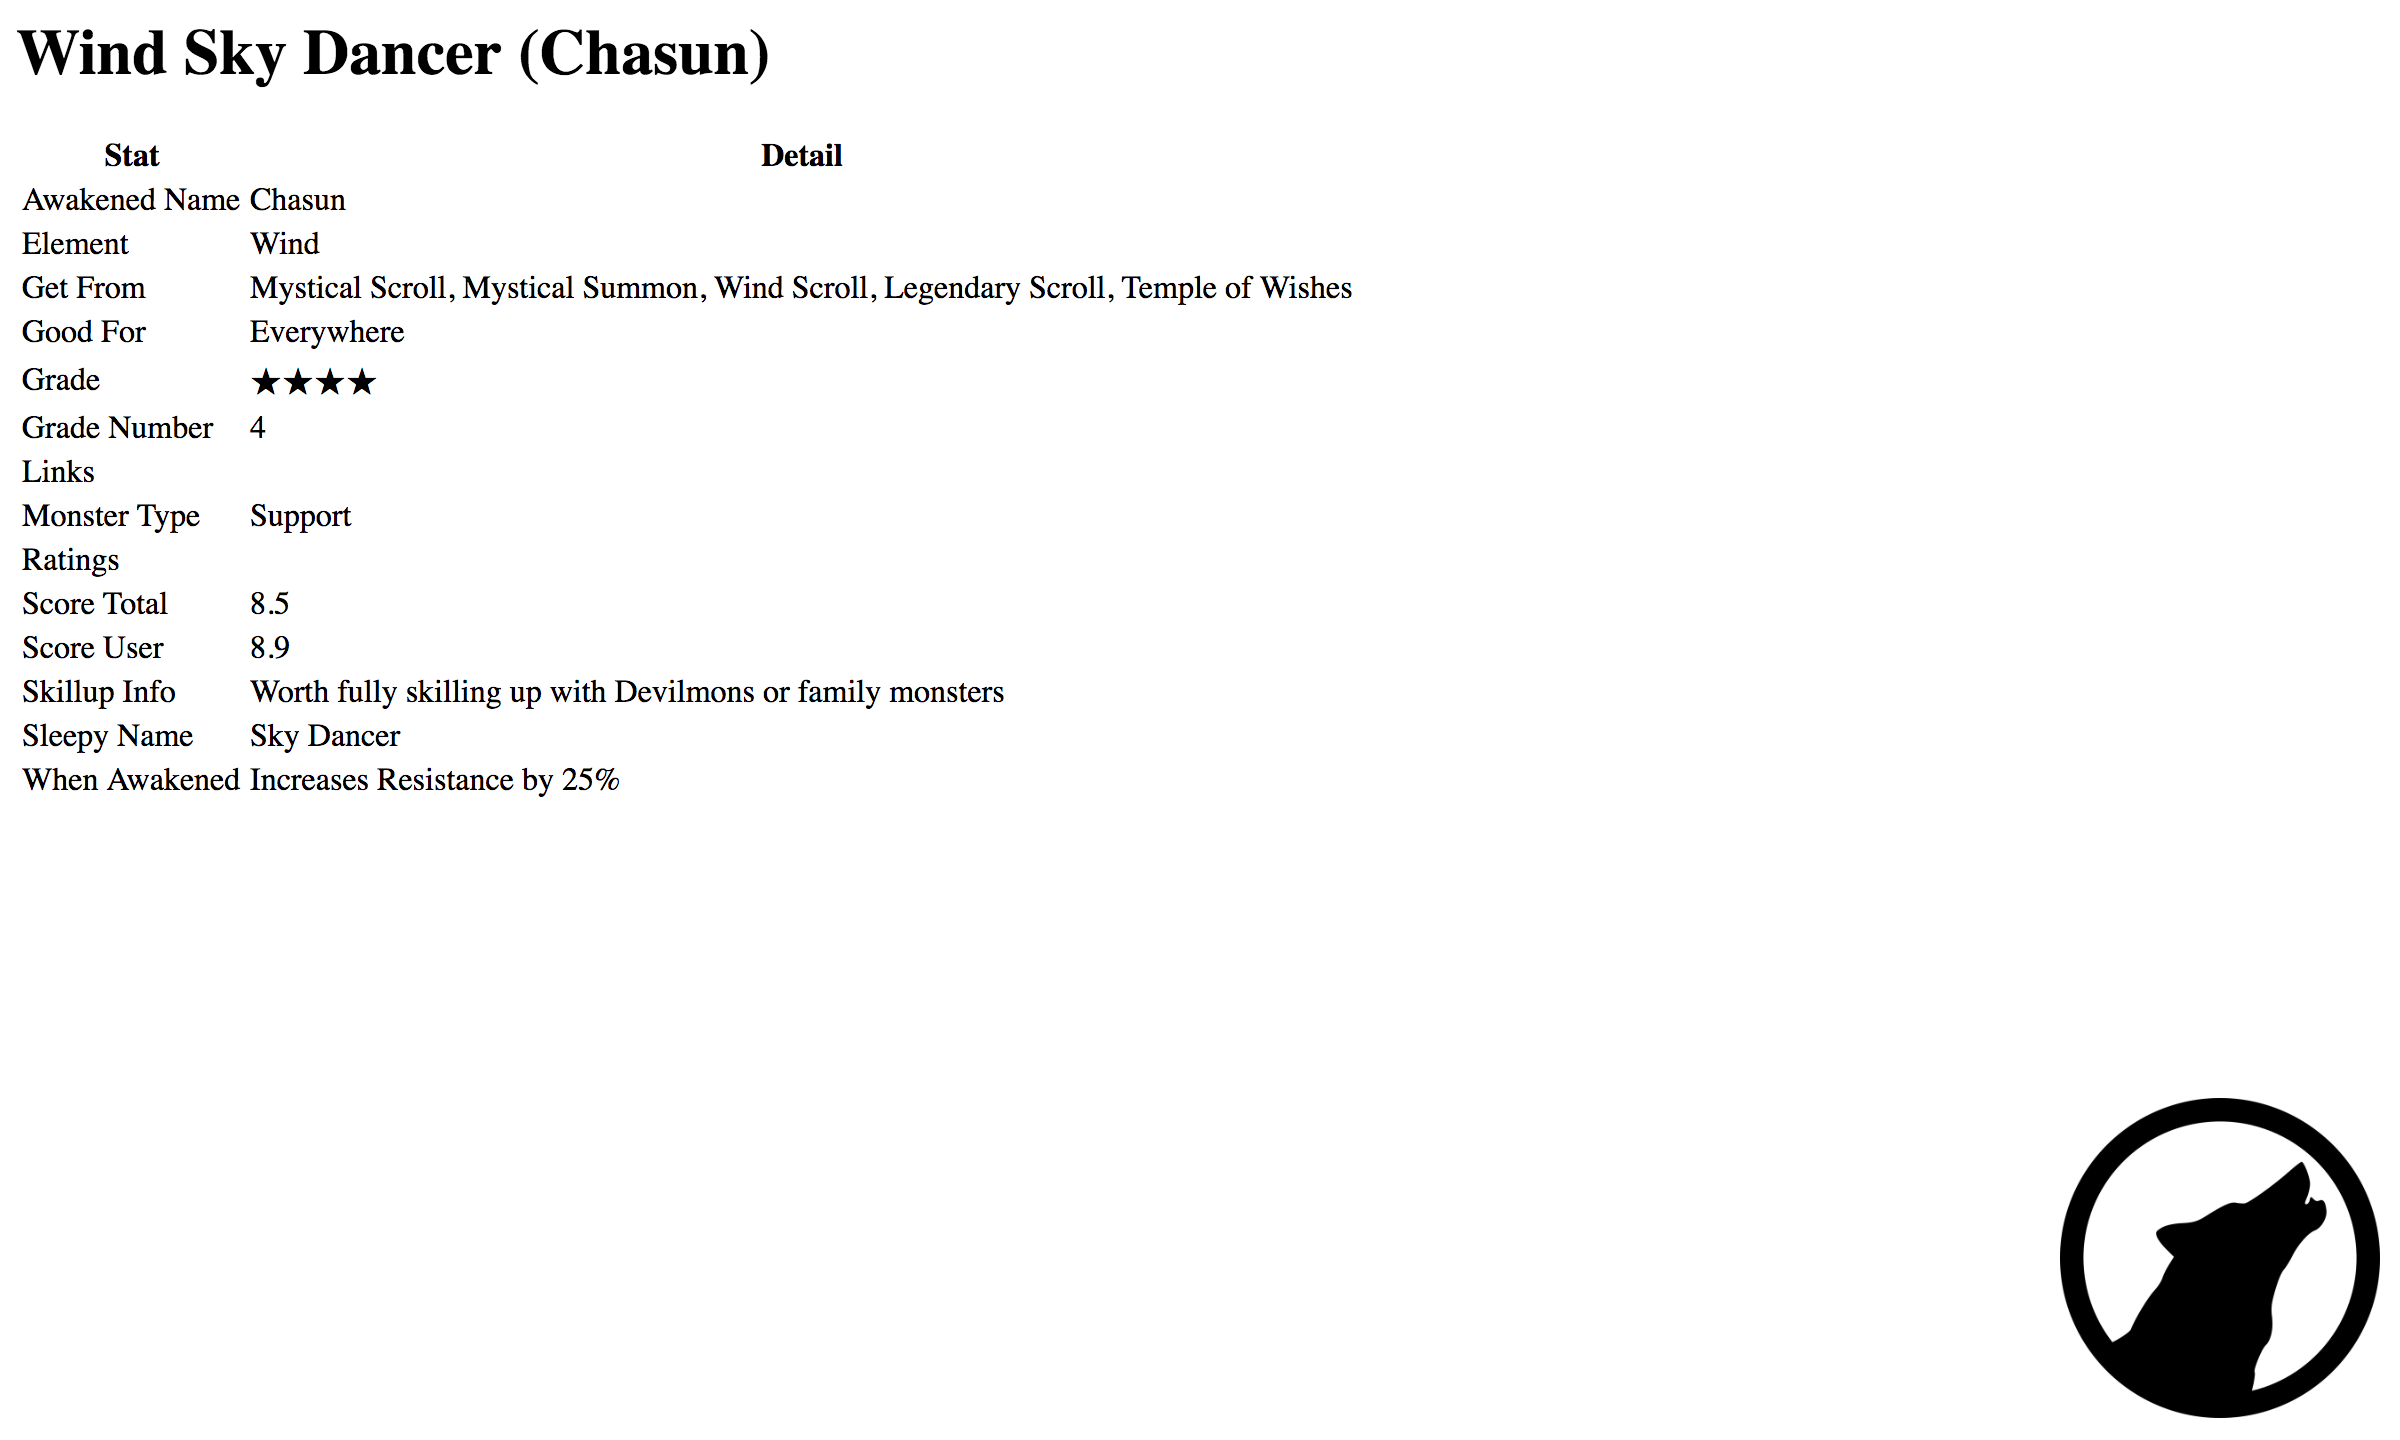 Wind Sky Dancer (Chasun)
Stat Detail
Awakened Name Chasun
Element Wind
Get From Mystical Scroll, Mystical Summon, Wind Scroll, Legendary Scroll, Temple of Wishes
Good For Everywhere
Grade ★★★★
Grade Number 4
Links
Monster Type Support
Ratings
Score Total 8.5
Score User 8.9
Skillup Info Worth fully skilling up with Devilmons or family monsters
Sleepy Name Sky Dancer
When Awakened Increases Resistance by 25%